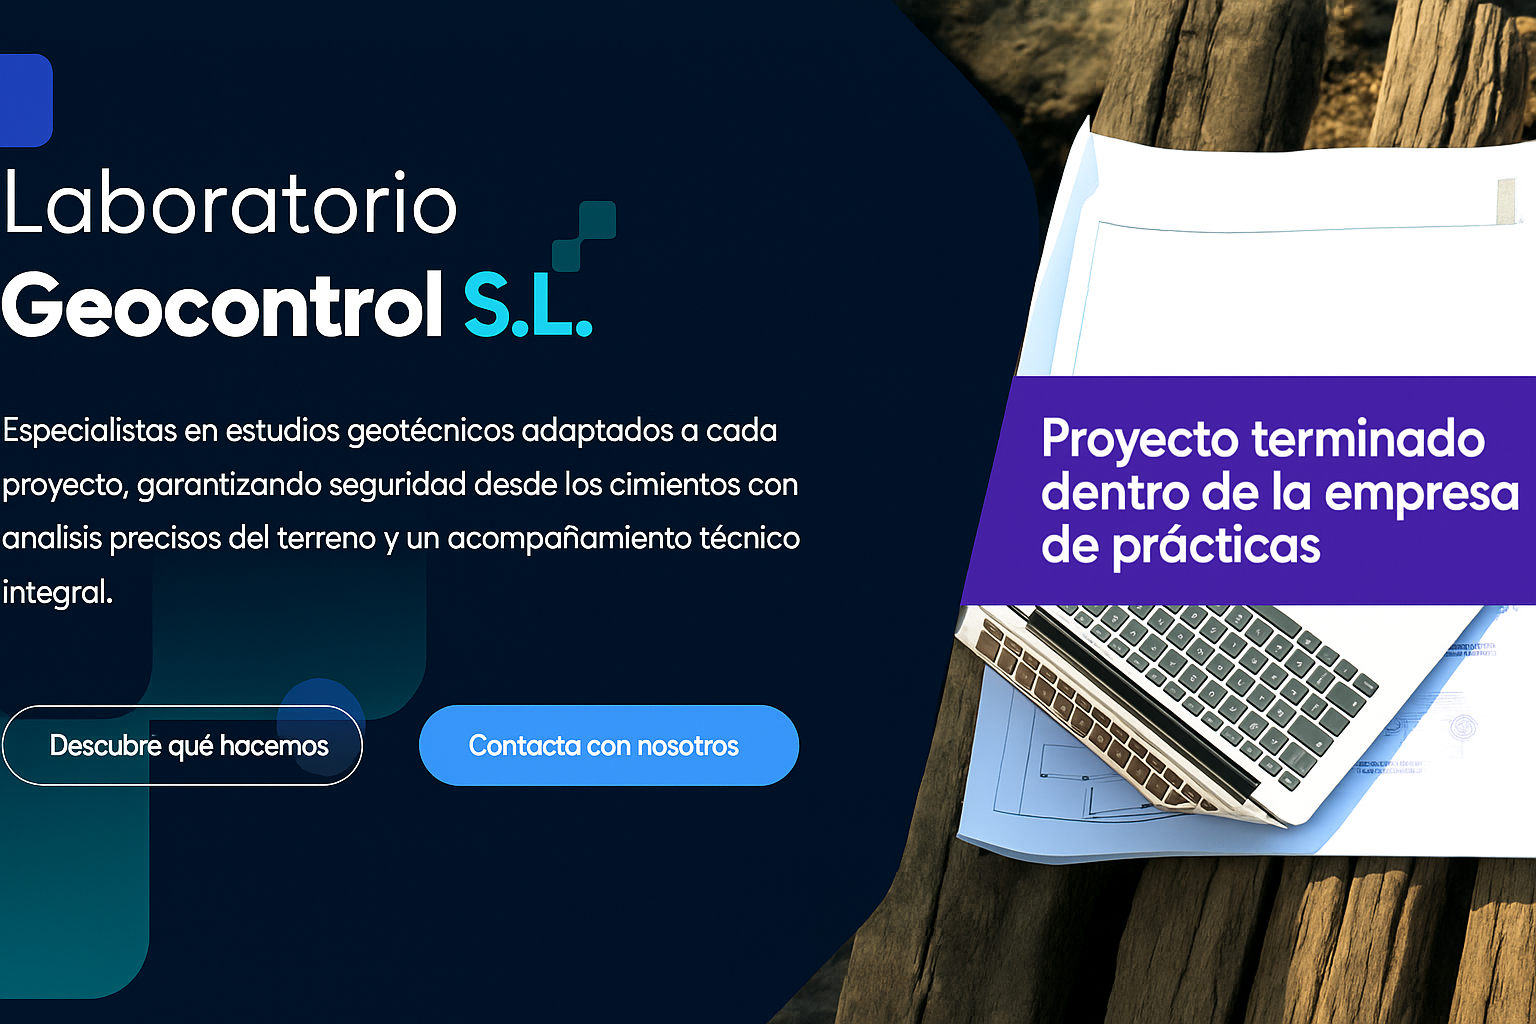 Laboratorio
Geocontrol S.L.
Especialistas en estudios geotécnicos adaptados a cada
proyecto, garantizando seguridad desde los cimientos con
analisis precisos del terreno y un acompañamiento técnico
integral.
Descubre qué hacemos
Contacta con nosotros
Proyecto terminado
dentro de la empresa
de prácticas